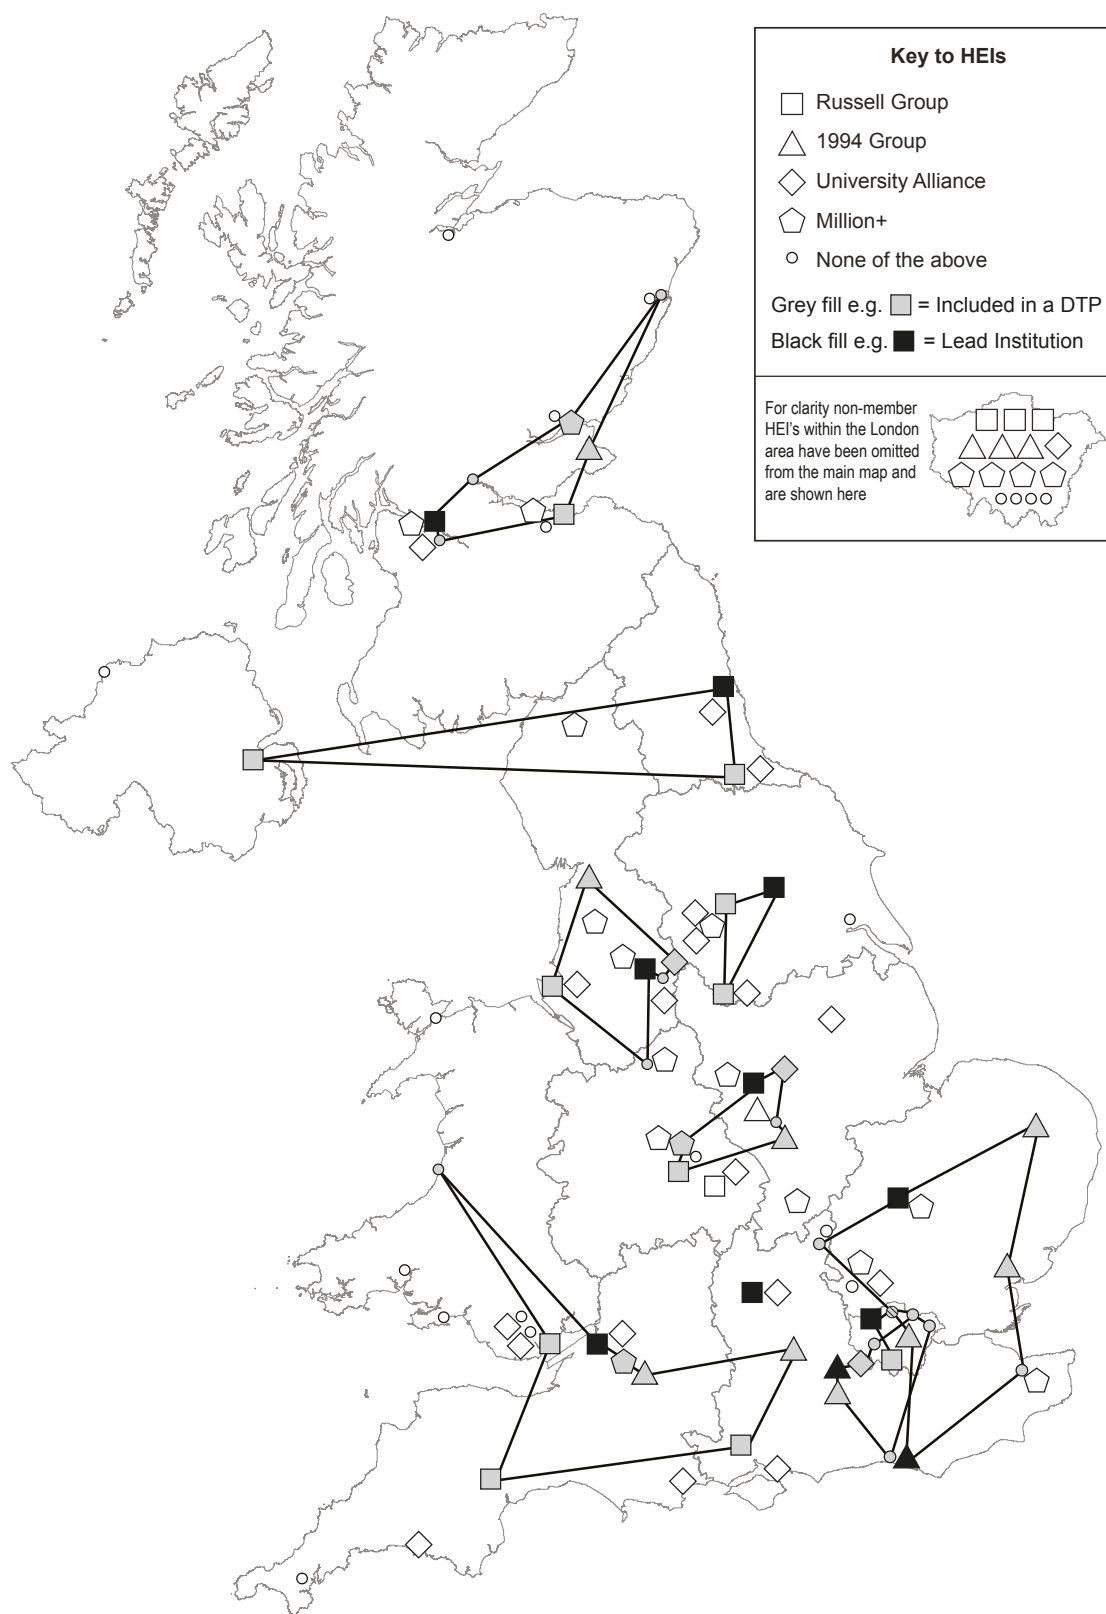 Key to HEIs
Russell Group
1994 Group
University Alliance
Million+
None of the above
Grey fill e.g. = Included in a DTP
Black fill e.g. = Lead Institution
For clarity non-member
HEI's within the London
area have been omitted
from the main map and
are shown here